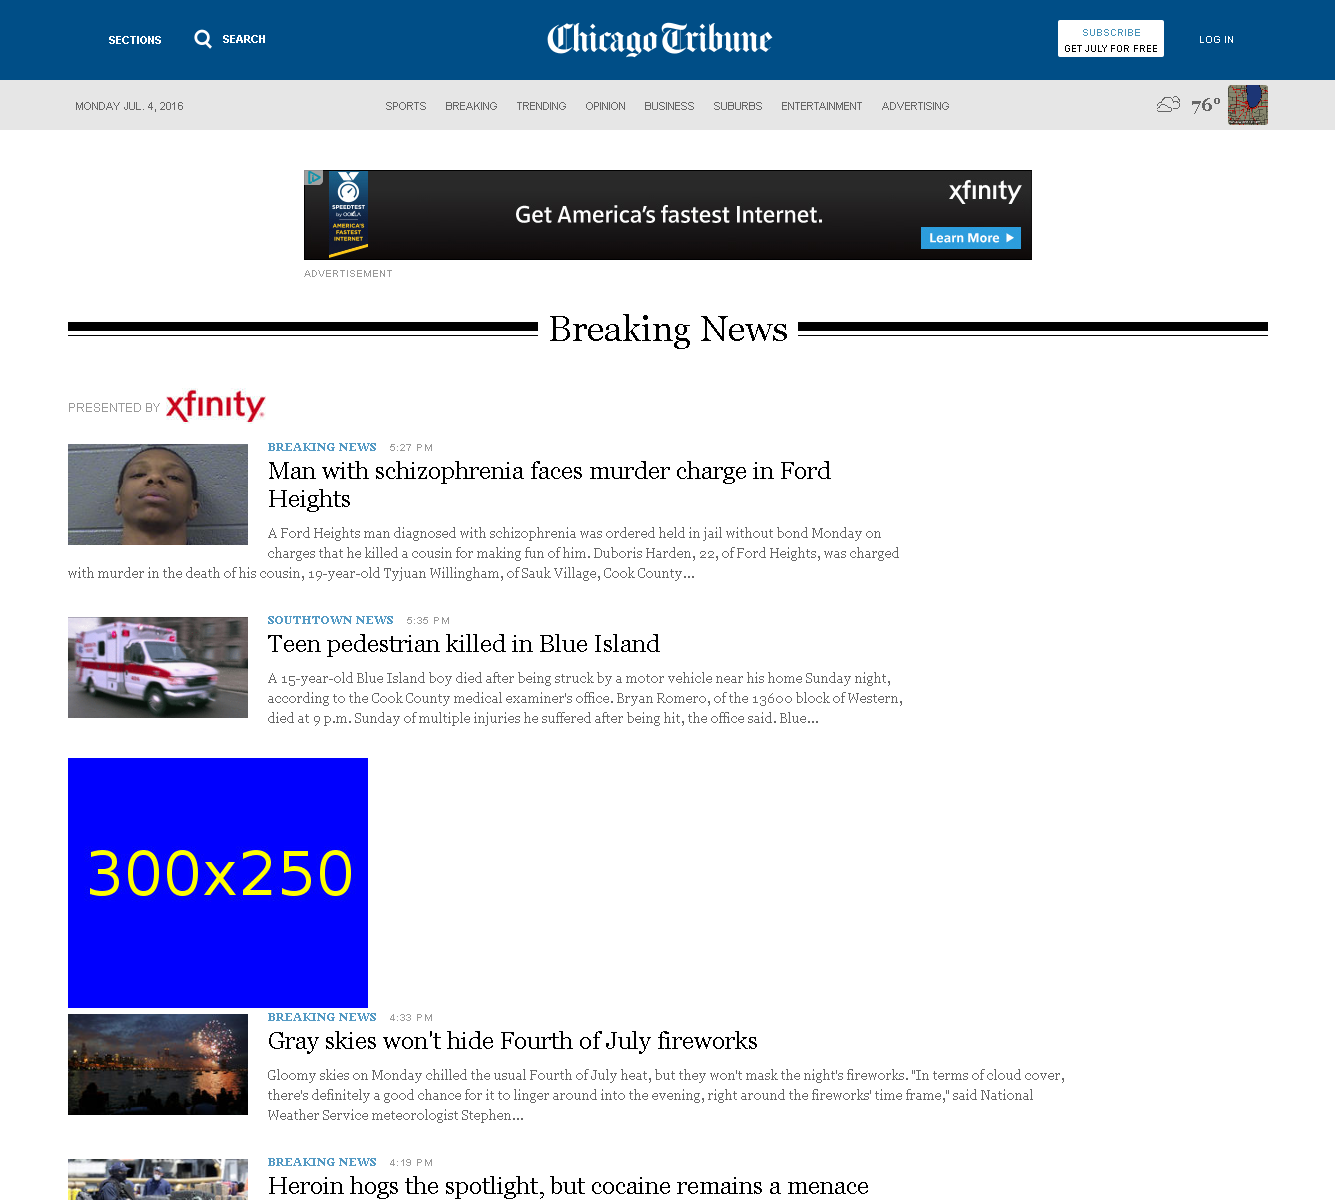 SECTIONS
SEARCH
Chicago Tribune
SUBSCRIBE
GET JULY FOR FREE
LOG IN
MONDAY JUL. 4, 2016
SPORTS
BREAKING
TRENDING
OPINION
BUSINESS
SUBURBS
ENTERTAINMENT
ADVERTISING
76°
SPEEDTEST
by OOKLA
AMERICA'S
FASTEST
INTERNET
Get America's fastest Internet.
xfinity
Learn More
ADVERTISEMENT
Breaking News
PRESENTED BY xfinity
BREAKING NEWS 5:27 PM
Man with schizophrenia faces murder charge in Ford
Heights
A Ford Heights man diagnosed with schizophrenia was ordered held in jail without bond Monday on
charges that he killed a cousin for making fun of him. Duboris Harden, 22, of Ford Heights, was charged
with murder in the death of his cousin, 19-year-old Tyjuan Willingham, of Sauk Village, Cook County...
SOUTHTOWN NEWS 5:35 PM
Teen pedestrian killed in Blue Island
A 15-year-old Blue Island boy died after being struck by a motor vehicle near his home Sunday night,
according to the Cook County medical examiner's office. Bryan Romero, of the 13600 block of Western,
died at 9 p.m. Sunday of multiple injuries he suffered after being hit, the office said. Blue...
300x250
BREAKING NEWS 4:33 PM
Gray skies won't hide Fourth of July fireworks
Gloomy skies on Monday chilled the usual Fourth of July heat, but they won't mask the night's fireworks. "In terms of cloud cover,
there's definitely a good chance for it to linger around into the evening, right around the fireworks' time frame," said National
Weather Service meteorologist Stephen...
BREAKING NEWS 4:19 PM
Heroin hogs the spotlight, but cocaine remains a menace